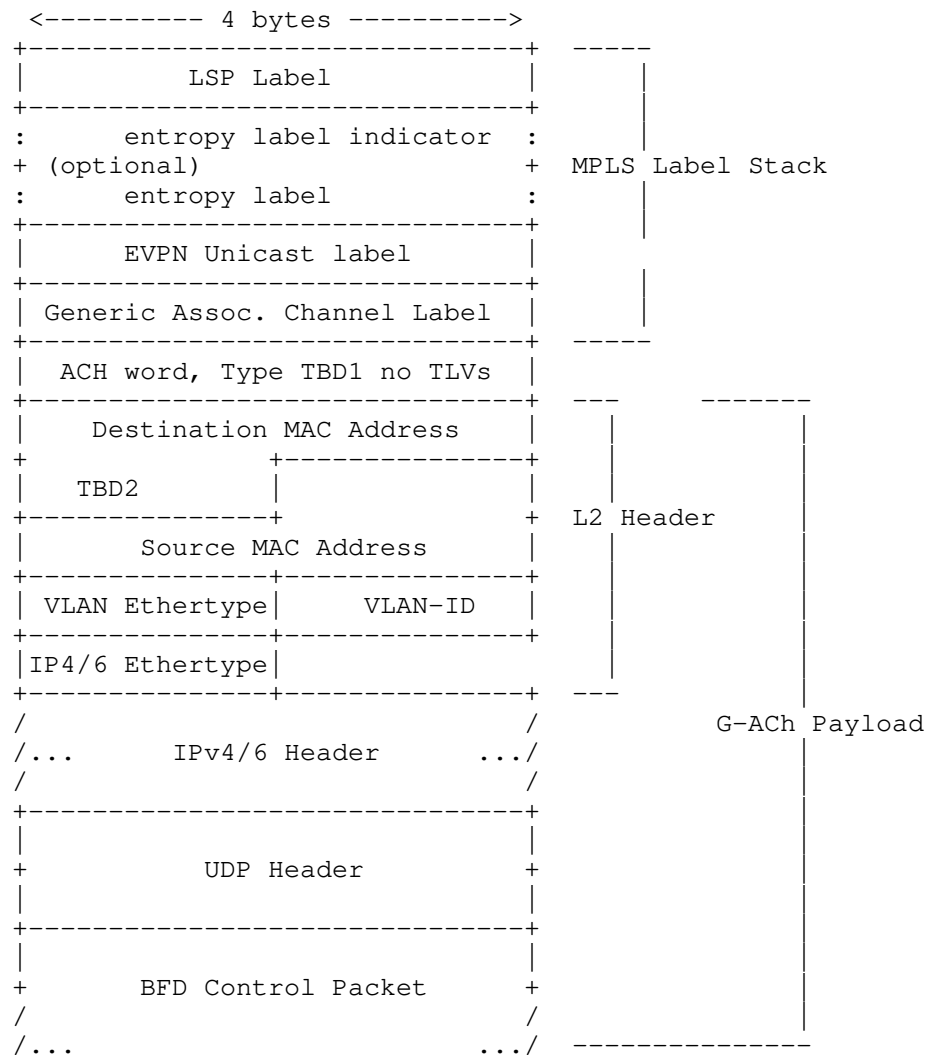 <---------- 4 bytes ---------->
LSP Label
entropy label indicator
(optional) MPLS Label Stack
entropy label
EVPN Unicast label
Generic Assoc. Channel Label
ACH word, Type TBD1 no TLVs
Destination MAC Address
TBD2
L2 Header
Source MAC Address
VLAN Ethertype VLAN-ID
IP4/6 Ethertype
G-ACh Payload
... IPv4/6 Header ...
UDP Header
BFD Control Packet
... ...